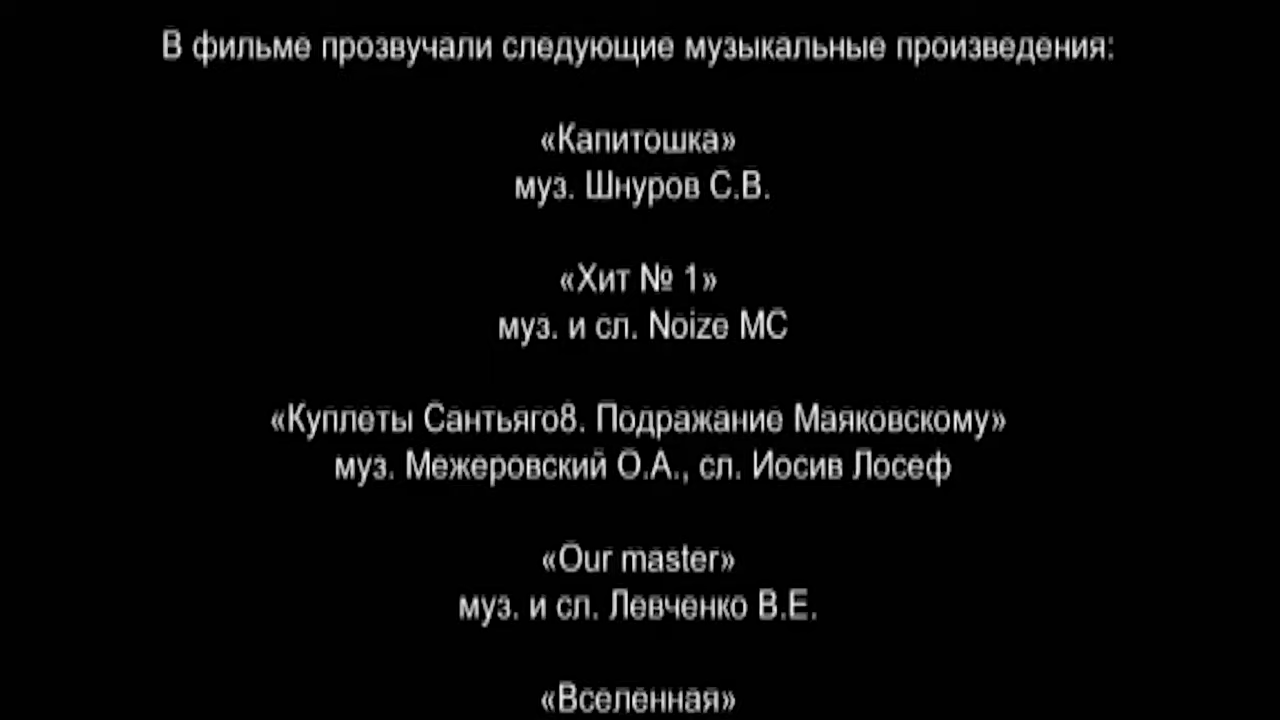 В фильме прозвучали следующие музыкальные произведения:
«Капитошка»
муз. Шнуров С.В.
«Хит № 1»
муз. и сл. Noize MC
«Куплеты Сантьяго8. Подражание Маяковскому»
муз. Межеровский О.А., сл. Иосив Лосеф
«Our master»
муз. и сл. Левченко В.Е.
«Вселенная»